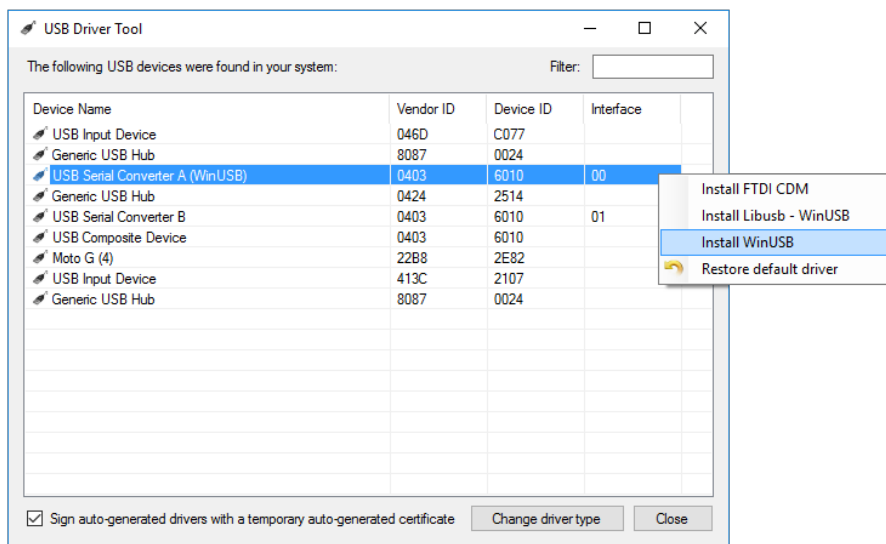 USB Driver Tool
The following USB devices were found in your system: Filter:
Device Name Vendor ID Device ID Interface
USB Input Device 046D C077
Generic USB Hub 8087 0024
USB Serial Converter A (WinUSB) 0403 6010 00
Generic USB Hub 0424 2514
USB Serial Converter B 0403 6010 01
USB Composite Device 0403 6010
Moto G (4) 22B8 2E82
USB Input Device 413C 2107
Generic USB Hub 8087 0024
Install FTDI CDM
Install Libusb - WinUSB
Install WinUSB
Restore default driver
Sign auto-generated drivers with a temporary auto-generated certificate Change driver type Close